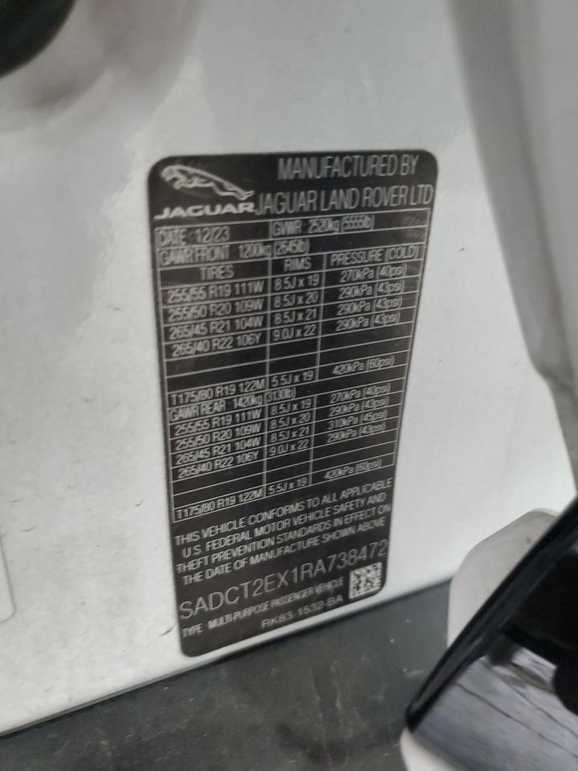 MANUFACTURED BY
JAGUAR JAGUAR LAND ROVER LTD
DATE 12/23 GVWR 2520kg (5555lb)
GAWR FRONT 1200kg (2645lb)
TIRES RIMS PRESSURE (COLD)
255/55 R19 111W 8.5J x 19 270kPa (40psi)
255/50 R20 109W 8.5J x 20 290kPa (43psi)
265/45 R21 104W 8.5J x 21 290kPa (43psi)
265/40 R22 106Y 9.0J x 22 290kPa (43psi)
T175/80 R19 122M 5.5J x 19 420kPa (60psi)
GAWR REAR 1420kg (3130lb)
255/55 R19 111W 8.5J x 19 270kPa (40psi)
255/50 R20 109W 8.5J x 20 290kPa (43psi)
265/45 R21 104W 8.5J x 21 310kPa (45psi)
265/40 R22 106Y 9.0J x 22 290kPa (43psi)
T175/80 R19 122M 5.5J x 19 420kPa (60psi)
THIS VEHICLE CONFORMS TO ALL APPLICABLE
U.S. FEDERAL MOTOR VEHICLE SAFETY AND
THEFT PREVENTION STANDARDS IN EFFECT ON
THE DATE OF MANUFACTURE SHOWN ABOVE
SADCT2EX1RA738472
TYPE MULTI-PURPOSE PASSENGER VEHICLE
RK83-1532-BA